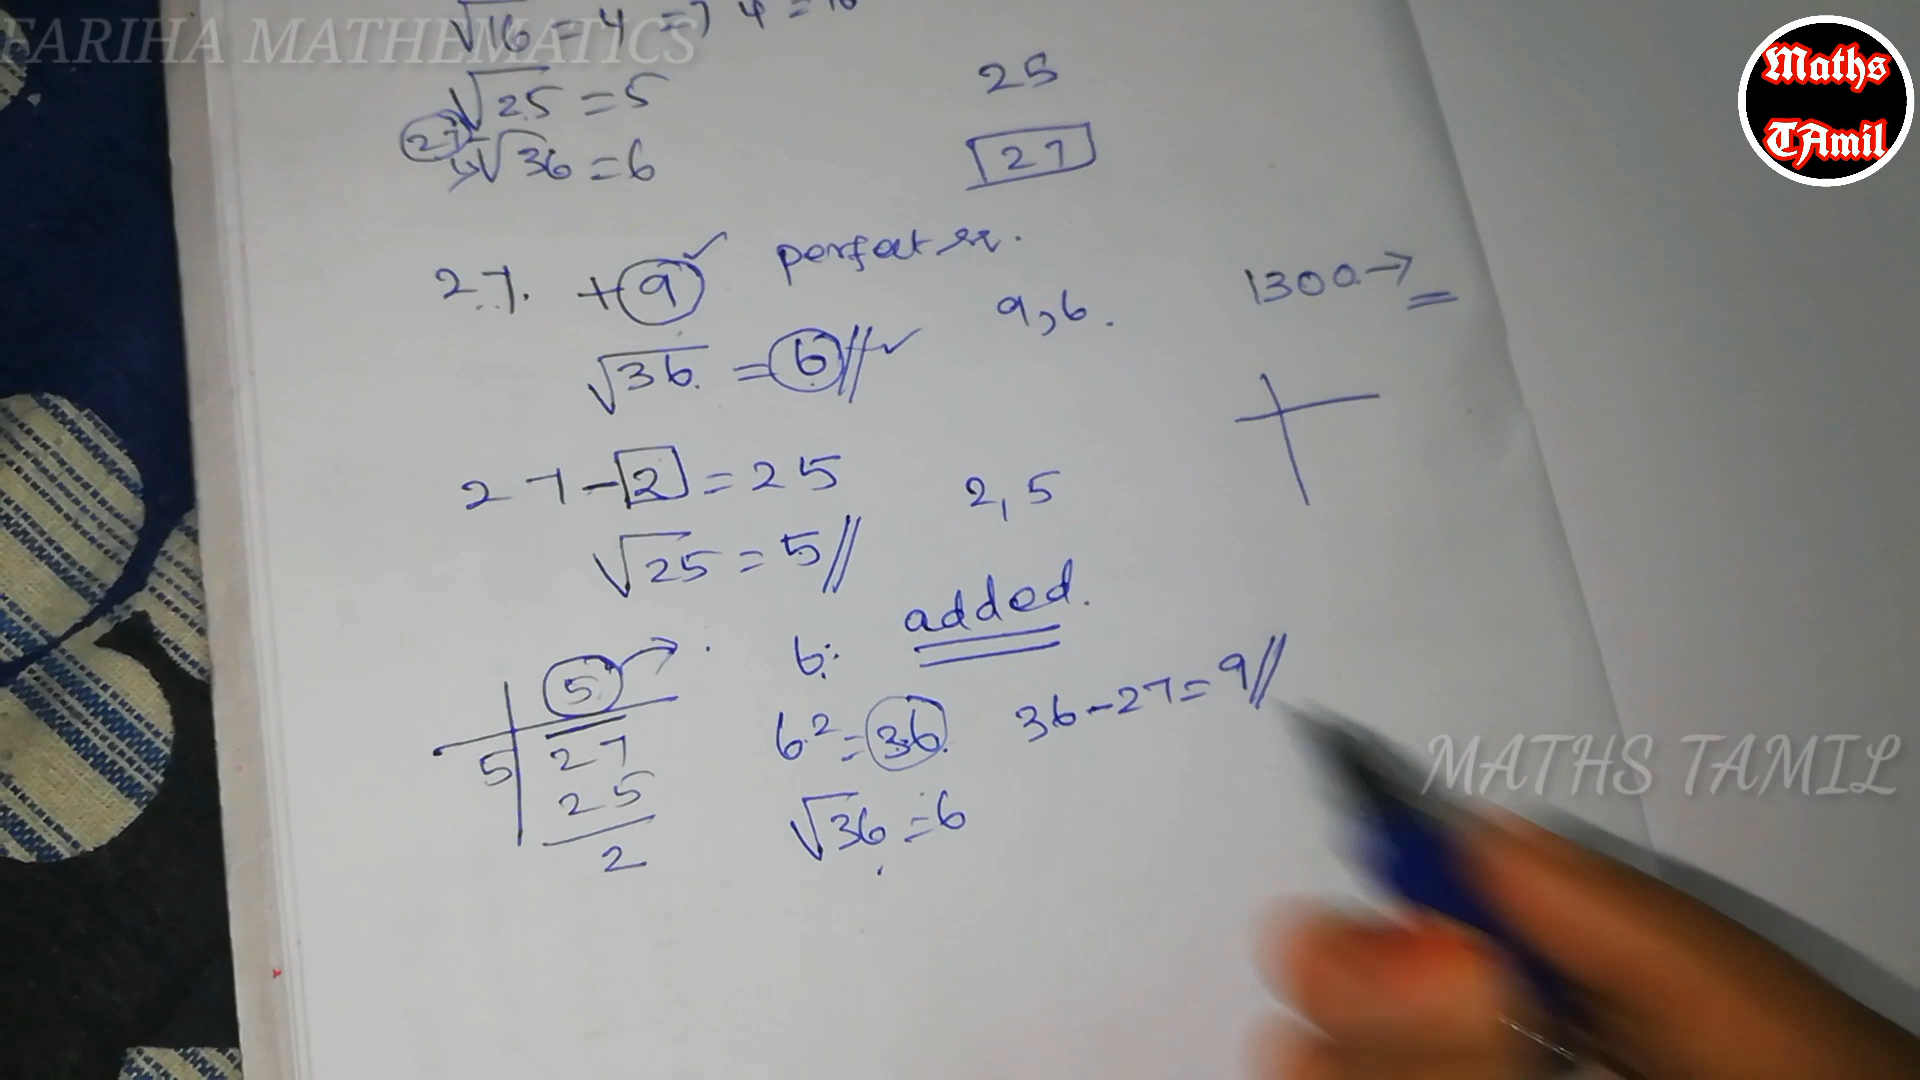 FARIHA MATHEMATICS
√16 = 4 => 4 = 16
√25 = 5
27
√36 = 6
25
27
Maths
TAmil
27. +9 perfect sq.
√36. = 6//
9,6.
1300→
27-2 = 25
√25 = 5//
2,5
added.
5
5 27
25
2
6:
6² = 36.
36-27=9//
√36 = 6
MATHS TAMIL